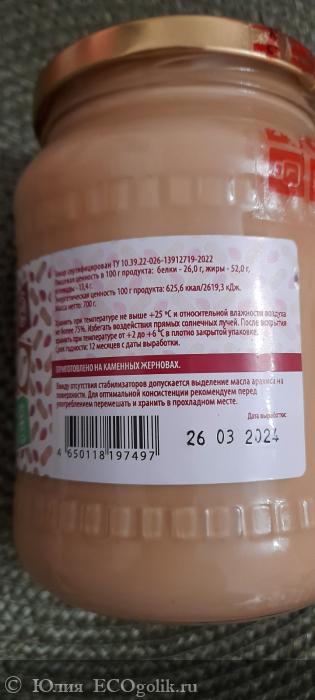 Товар сертифицирован ТУ 10.39.22-026-13912719-2022
Пищевая ценность в 100 г продукта: белки - 26,0 г, жиры - 52,0 г,
углеводы - 13,4 г.
Энергетическая ценность 100 г продукта: 625,6 ккал/2619,3 кДж.
Масса нетто: 700 г.
Хранить при температуре не выше +25 °С и относительной влажности воздуха
не более 75%. Избегать воздействия прямых солнечных лучей. После вскрытия
хранить при температуре от +2 до +6 °С в плотно закрытой упаковке.
Срок годности: 12 месяцев с даты выработки.
ПРИГОТОВЛЕНО НА КАМЕННЫХ ЖЕРНОВАХ.
Ввиду отсутствия стабилизаторов допускается выделение масла арахиса на
поверхности. Для оптимальной консистенции рекомендуем перед
употреблением перемешать и хранить в прохладном месте.
Дата выработки:
26 03 2024
4 650118 197497
© Юлия ECOgolik.ru